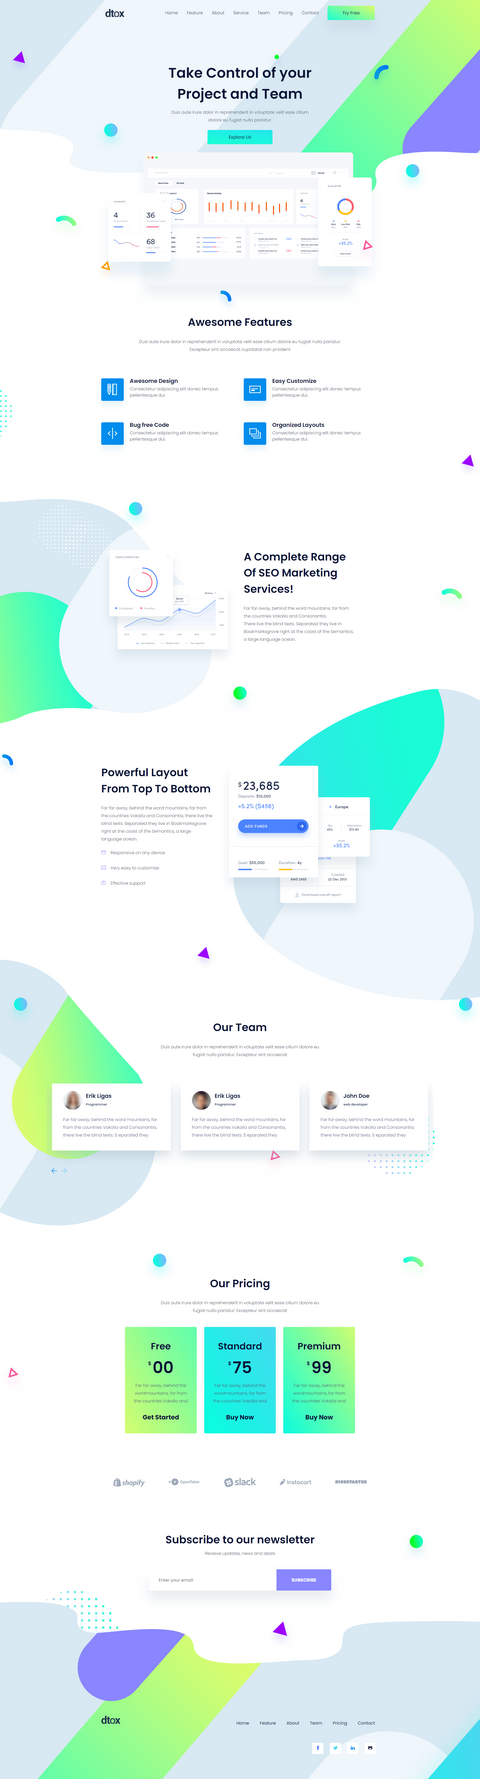 dtox
Home Feature About Service Team Pricing Contact Try Free
Take Control of your
Project and Team
Duis aute irure dolor in reprehenderit in voluptate velit esse cillum
dolore eu fugiat nulla pariatur.
Explore Us
4 36
68
+35.2%
Awesome Features
Duis aute irure dolor in reprehenderit in voluptate velit esse cillum dolore eu fugiat nulla pariatur.
Excepteur sint occaecat cupidatat non proident
Awesome Design
Consectetur adipiscing elit donec tempus
pellentesque dui.
Easy Customize
Consectetur adipiscing elit donec tempus
pellentesque dui.
Bug free Code
Consectetur adipiscing elit donec tempus
pellentesque dui.
Organized Layouts
Consectetur adipiscing elit donec tempus
pellentesque dui.
A Complete Range
Of SEO Marketing
Services!
Far far away, behind the word mountains, far from
the countries Vokalia and Consonantia,
There live the blind texts. Separated they live in
Bookmarksgrove right at the coast of the Semantics,
a large language ocean.
Powerful Layout
From Top To Bottom
Far far away, behind the word mountains, far from
the countries Vokalia and Consonantia, there live the
blind texts. Separated they live in Bookmarksgrove
right at the coast of the Semantics, a large
language ocean.
Responsive on any device
Very easy to customize
Effective support
$23,685
Deposits: $10,000
+5.2% ($456)
ADD FUNDS
Goal: $50,000 Duration: 4y
Europe
+35.2%
Created
22 Dec 2013
Download overall report
Our Team
Duis aute irure dolor in reprehenderit in voluptate velit esse cillum dolore eu
fugiat nulla pariatur. Excepteur sint occaecat
Erik Ligas
Programmer
Far far away, behind the word mountains, far
from the countries Vokalia and Consonantia,
there live the blind texts. S eparated they
Erik Ligas
Programmer
Far far away, behind the word mountains, far
from the countries Vokalia and Consonantia,
there live the blind texts. S eparated they
John Doe
web developer
Far far away, behind the word mountains, far
from the countries Vokalia and Consonantia,
there live the blind texts. S eparated they
Our Pricing
Duis aute irure dolor in reprehenderit in voluptate velit esse cillum dolore eu
fugiat nulla pariatur. Excepteur sint occaecat
Free
$00
Far far away, behind the
wordmountains, far from
the countries Vokalia and
Get Started
Standard
$75
Far far away, behind the
wordmountains, far from
the countries Vokalia and
Buy Now
Premium
$99
Far far away, behind the
wordmountains, far from
the countries Vokalia and
Buy Now
shopify OpenTable slack instacart KICKSTARTER
Subscribe to our newsletter
Recieve updates, news and deals
Enter your email SUBSCRIBE
dtox
Home Feature About Team Pricing Contact